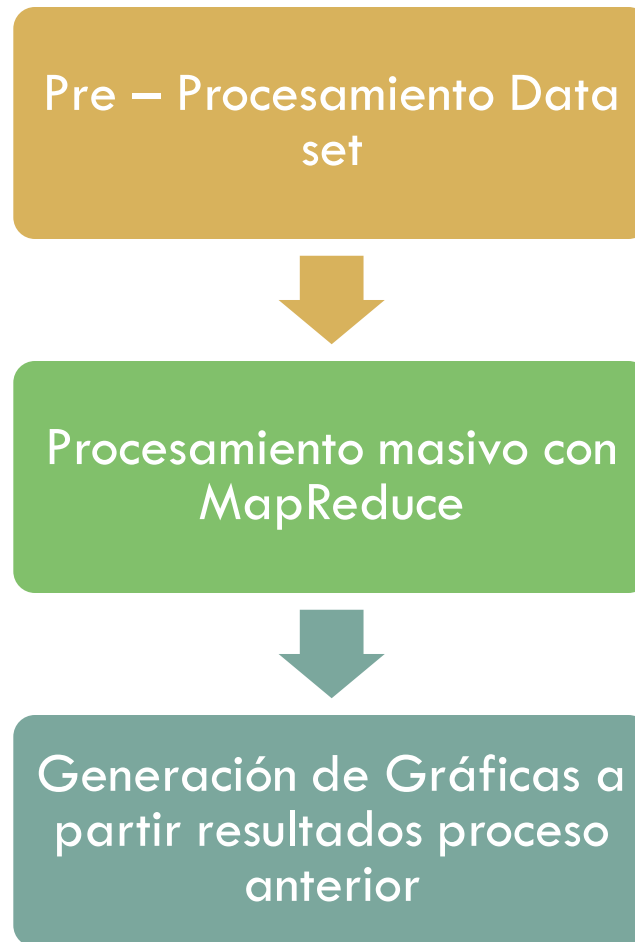 Pre – Procesamiento Data
set
Procesamiento masivo con
MapReduce
Generación de Gráficas a
partir resultados proceso
anterior